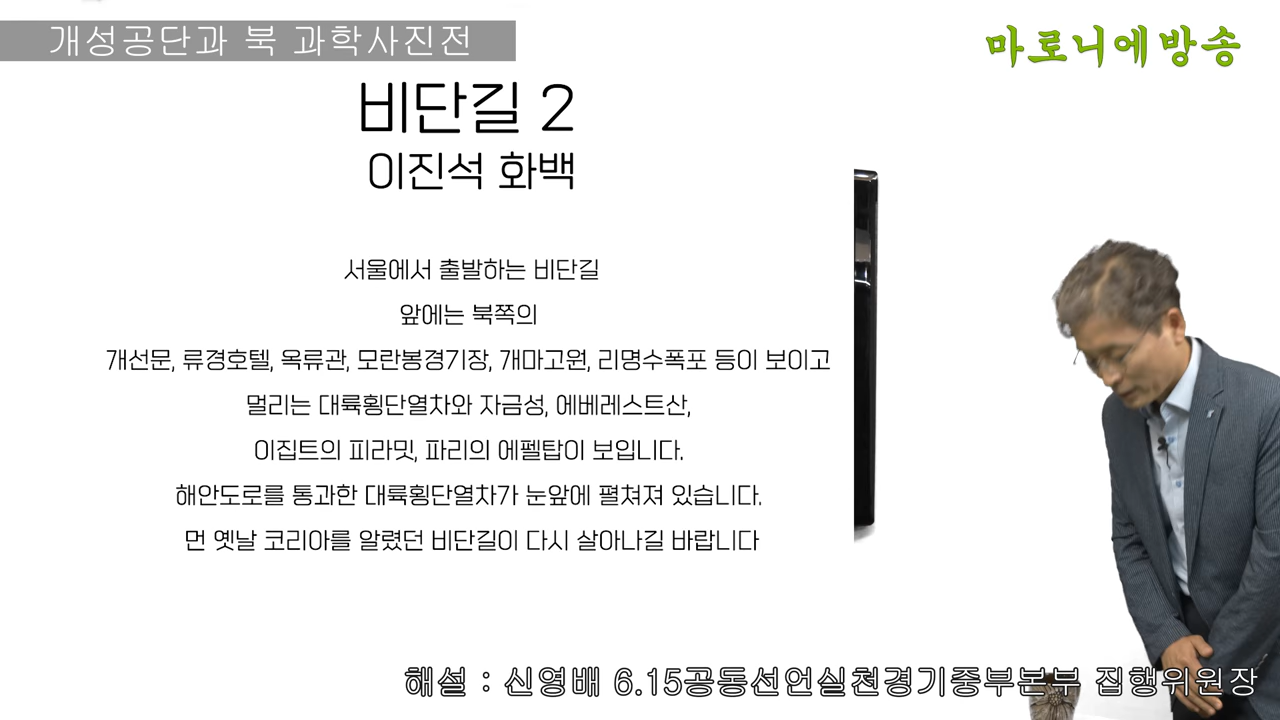 개성공단과 북 과학사진전
마로니에방송
비단길 2
이진석 화백
서울에서 출발하는 비단길
앞에는 북쪽의
개선문, 류경호텔, 옥류관, 모란봉경기장, 개마고원, 리명수폭포 등이 보이고
멀리는 대륙횡단열차와 자금성, 에베레스트산,
이집트의 피라밋, 파리의 에펠탑이 보입니다.
해안도로를 통과한 대륙횡단열차가 눈앞에 펼쳐져 있습니다.
먼 옛날 코리아를 알렸던 비단길이 다시 살아나길 바랍니다
해설 : 신영배 6.15공동선언실천경기중부본부 집행위원장